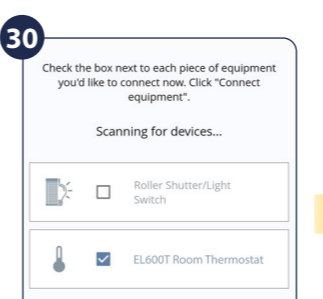 30
Check the box next to each piece of equipment
you'd like to connect now. Click "Connect
equipment".
Scanning for devices...
Roller Shutter/Light
Switch
EL600T Room Thermostat